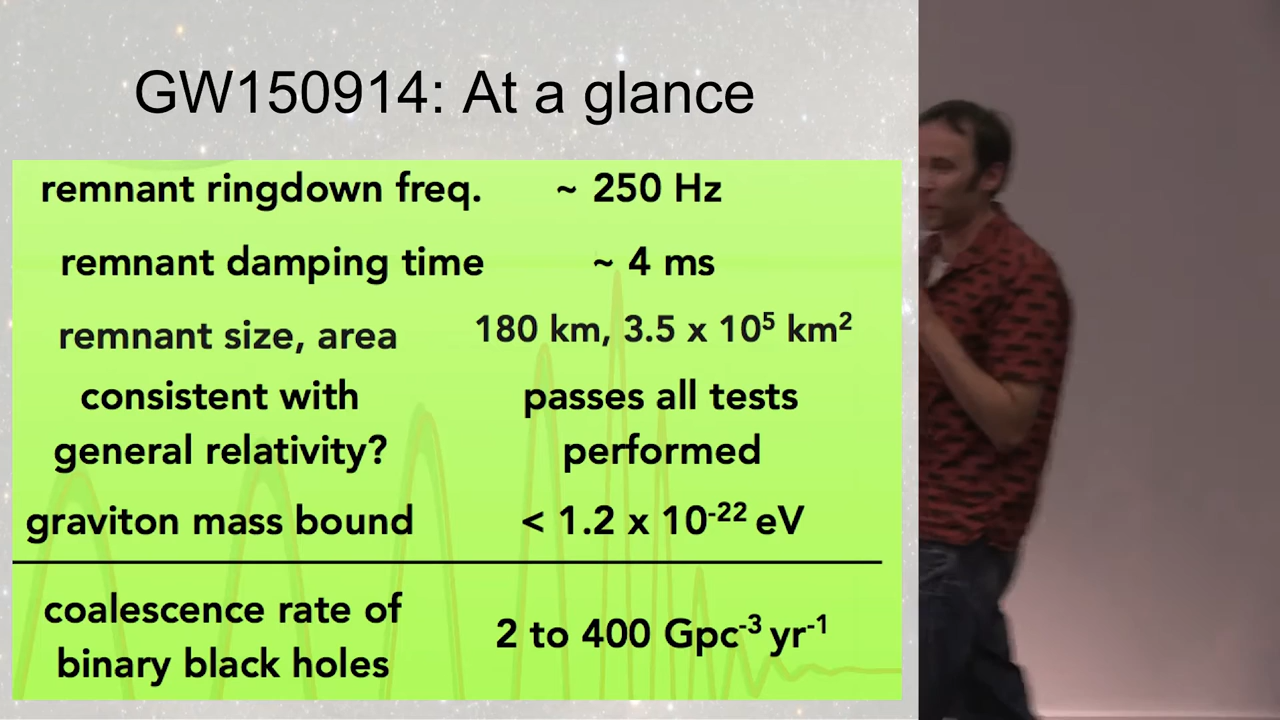 GW150914: At a glance
remnant ringdown freq. ~ 250 Hz
remnant damping time ~ 4 ms
remnant size, area 180 km, 3.5 x 10⁵ km²
consistent with passes all tests
general relativity? performed
graviton mass bound < 1.2 x 10⁻²² eV
coalescence rate of
binary black holes 2 to 400 Gpc⁻³ yr⁻¹